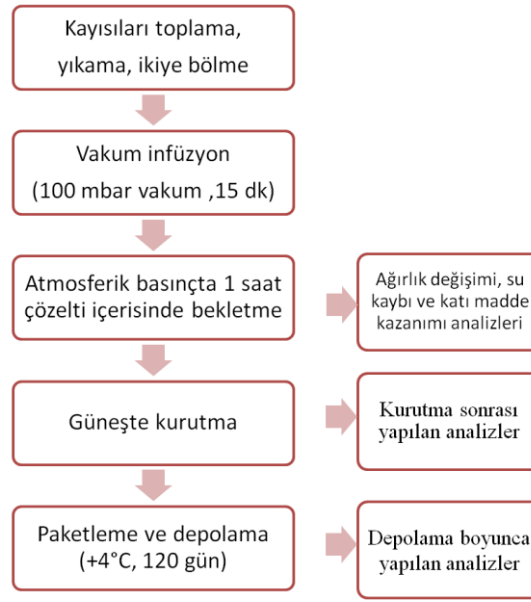 Kayısıları toplama,
yıkama, ikiye bölme
Vakum infüzyon
(100 mbar vakum ,15 dk)
Atmosferik basınçta 1 saat
çözelti içerisinde bekletme
Ağırlık değişimi, su
kaybı ve katı madde
kazanımı analizleri
Güneşte kurutma
Kurutma sonrası
yapılan analizler
Paketleme ve depolama
(+4°C, 120 gün)
Depolama boyunca
yapılan analizler